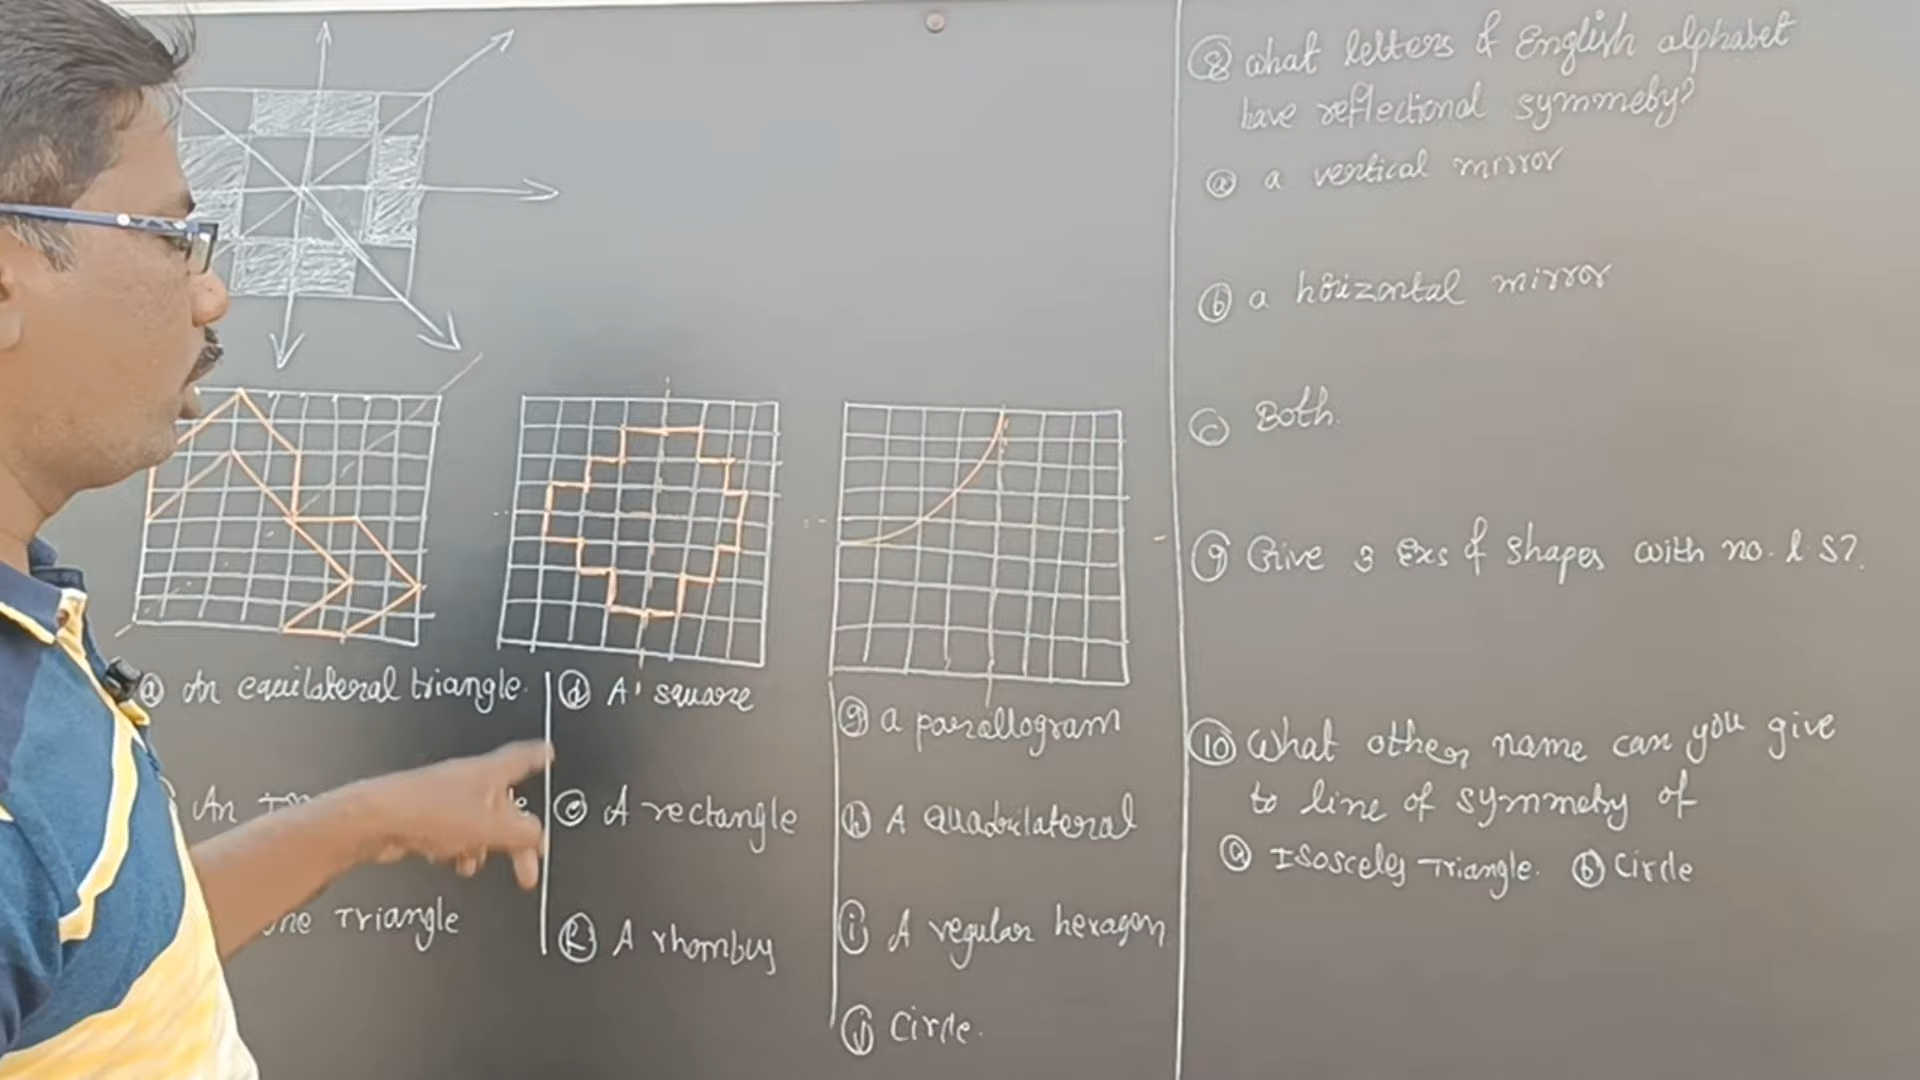 ⓐ An equilateral triangle.
An
Triangle
ⓓ A square
ⓔ A rectangle
A rhombus
ⓖ a parallogram
ⓗ A Quadrilateral
ⓘ A regular hexagon
ⓙ Circle.
⑧ what letters of English alphabet
have reflectional symmetry?
ⓐ a vertical mirror
ⓑ a horizontal mirror
ⓒ Both.
⑨ Give 3 Exs of Shapes with no. l. S?
⑩ What other name can you give
to line of symmetry of
ⓐ Isosceles Triangle. ⓑ Circle